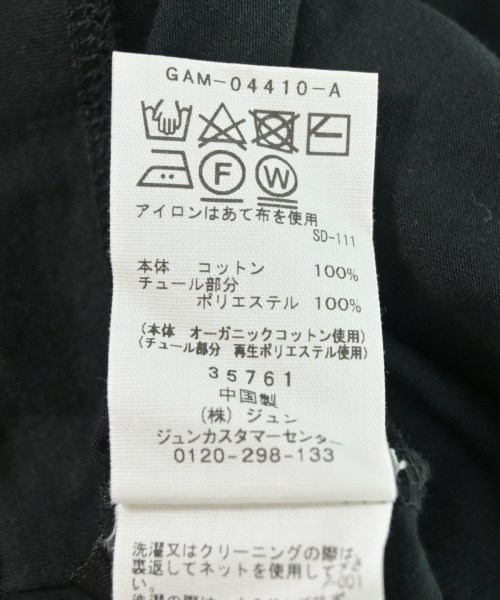 GAM-04410-A
F W
アイロンはあて布を使用
SD-111
本体 コットン 100%
チュール部分
ポリエステル 100%
(本体 オーガニックコットン使用)
(チュール部分 再生ポリエステル使用)
35761
中国製
(株) ジュン
ジュンカスタマーセンター
0120-298-133
洗濯又はクリーニングの際は、
裏返してネットを使用して下さ
い。